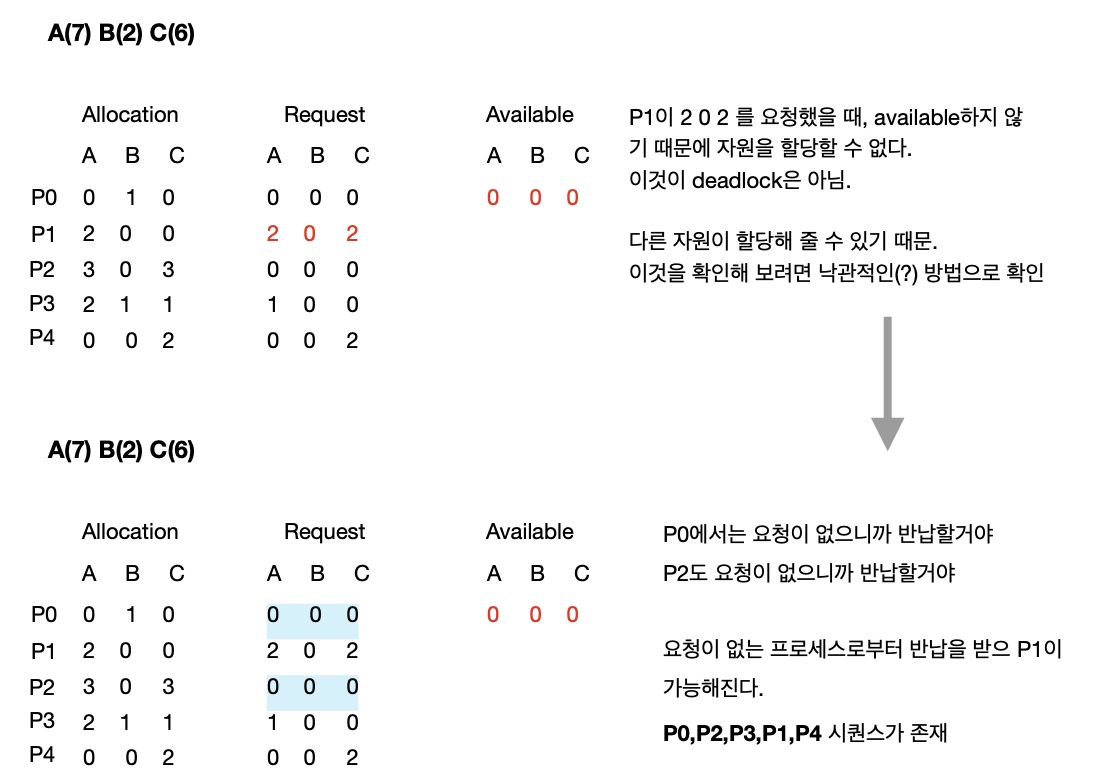 A(7) B(2) C(6)
Allocation Request Available
A B C A B C A B C
P0 0 1 0 0 0 0 0 0 0
P1 2 0 0 2 0 2
P2 3 0 3 0 0 0
P3 2 1 1 1 0 0
P4 0 0 2 0 0 2
P1이 2 0 2 를 요청했을 때, available하지 않
기 때문에 자원을 할당할 수 없다.
이것이 deadlock은 아님.
다른 자원이 할당해 줄 수 있기 때문.
이것을 확인해 보려면 낙관적인(?) 방법으로 확인
A(7) B(2) C(6)
Allocation Request Available
A B C A B C A B C
P0 0 1 0 0 0 0 0 0 0
P1 2 0 0 2 0 2
P2 3 0 3 0 0 0
P3 2 1 1 1 0 0
P4 0 0 2 0 0 2
P0에서는 요청이 없으니까 반납할거야
P2도 요청이 없으니까 반납할거야
요청이 없는 프로세스로부터 반납을 받으 P1이
가능해진다.
P0,P2,P3,P1,P4 시퀀스가 존재